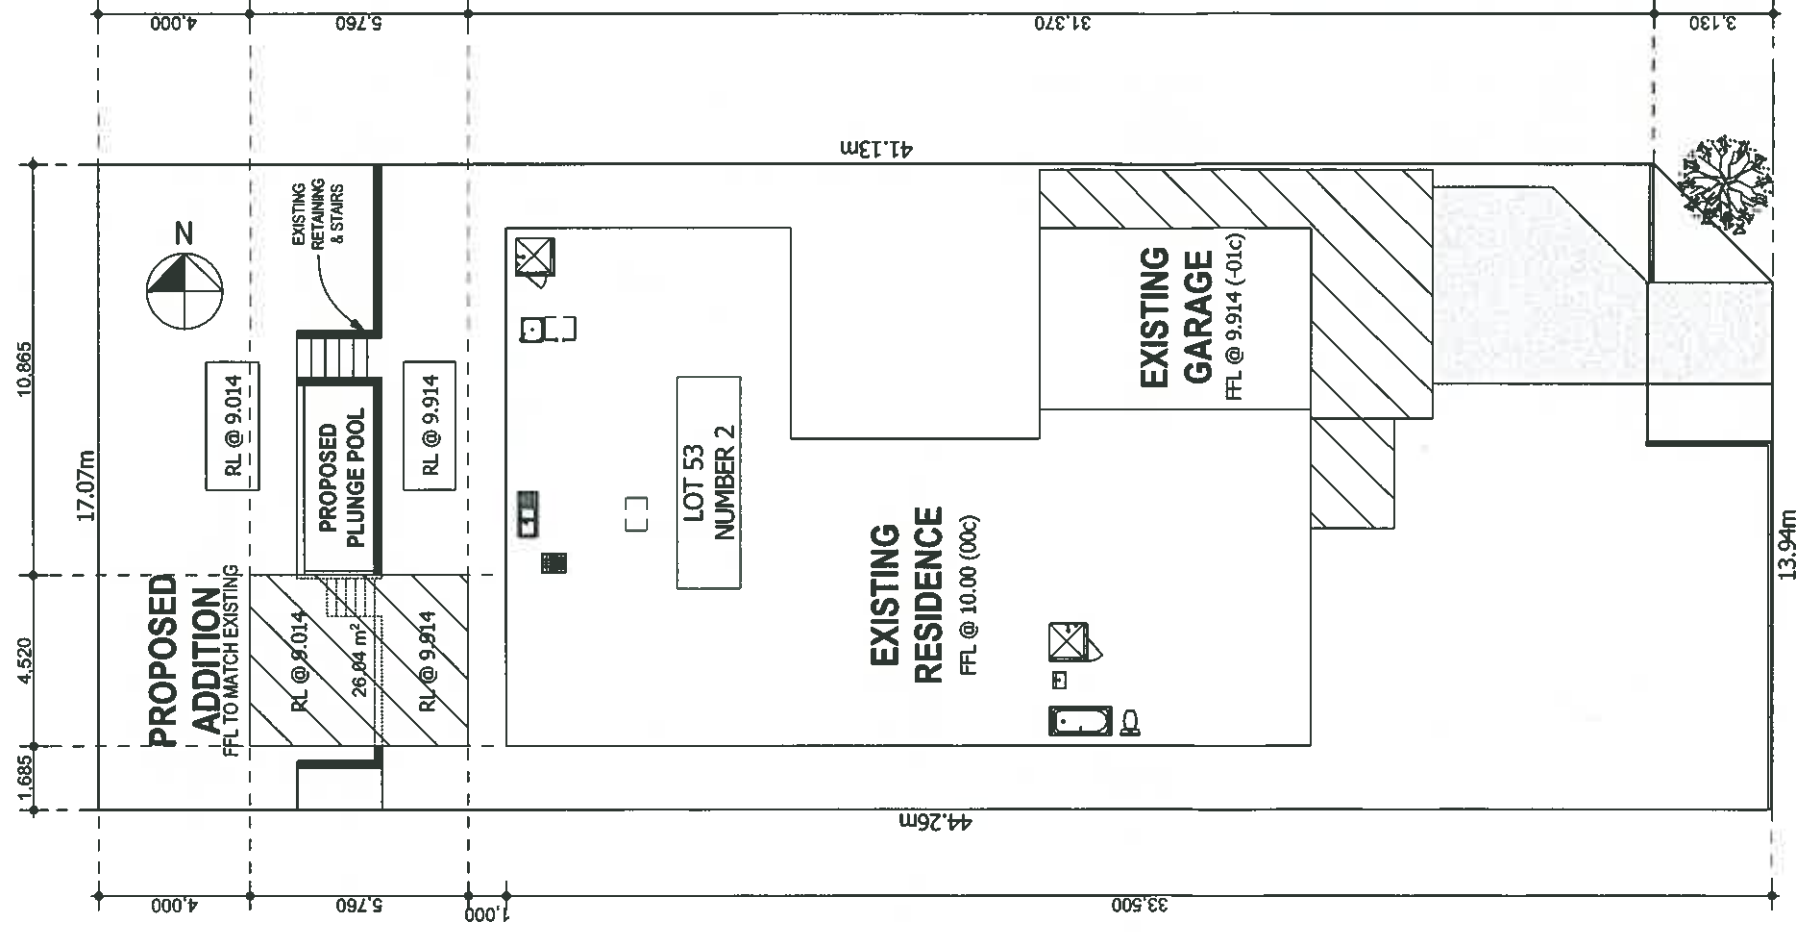 4,000
5,760
31,370
3,130
41.13m
N
EXISTING
RETAINING
& STAIRS
10,865
4,520
1,685
17.07m
RL @ 9.014
PROPOSED
PLUNGE POOL
RL @ 9.914
PROPOSED
ADDITION
FFL TO MATCH EXISTING
RL @ 9.014
26.04 m²
RL @ 9.914
LOT 53
NUMBER 2
EXISTING
RESIDENCE
FFL @ 10.00 (00c)
EXISTING
GARAGE
FFL @ 9.914 (-01c)
13.94m
44.26m
4,000
5,760
1,000
33,500